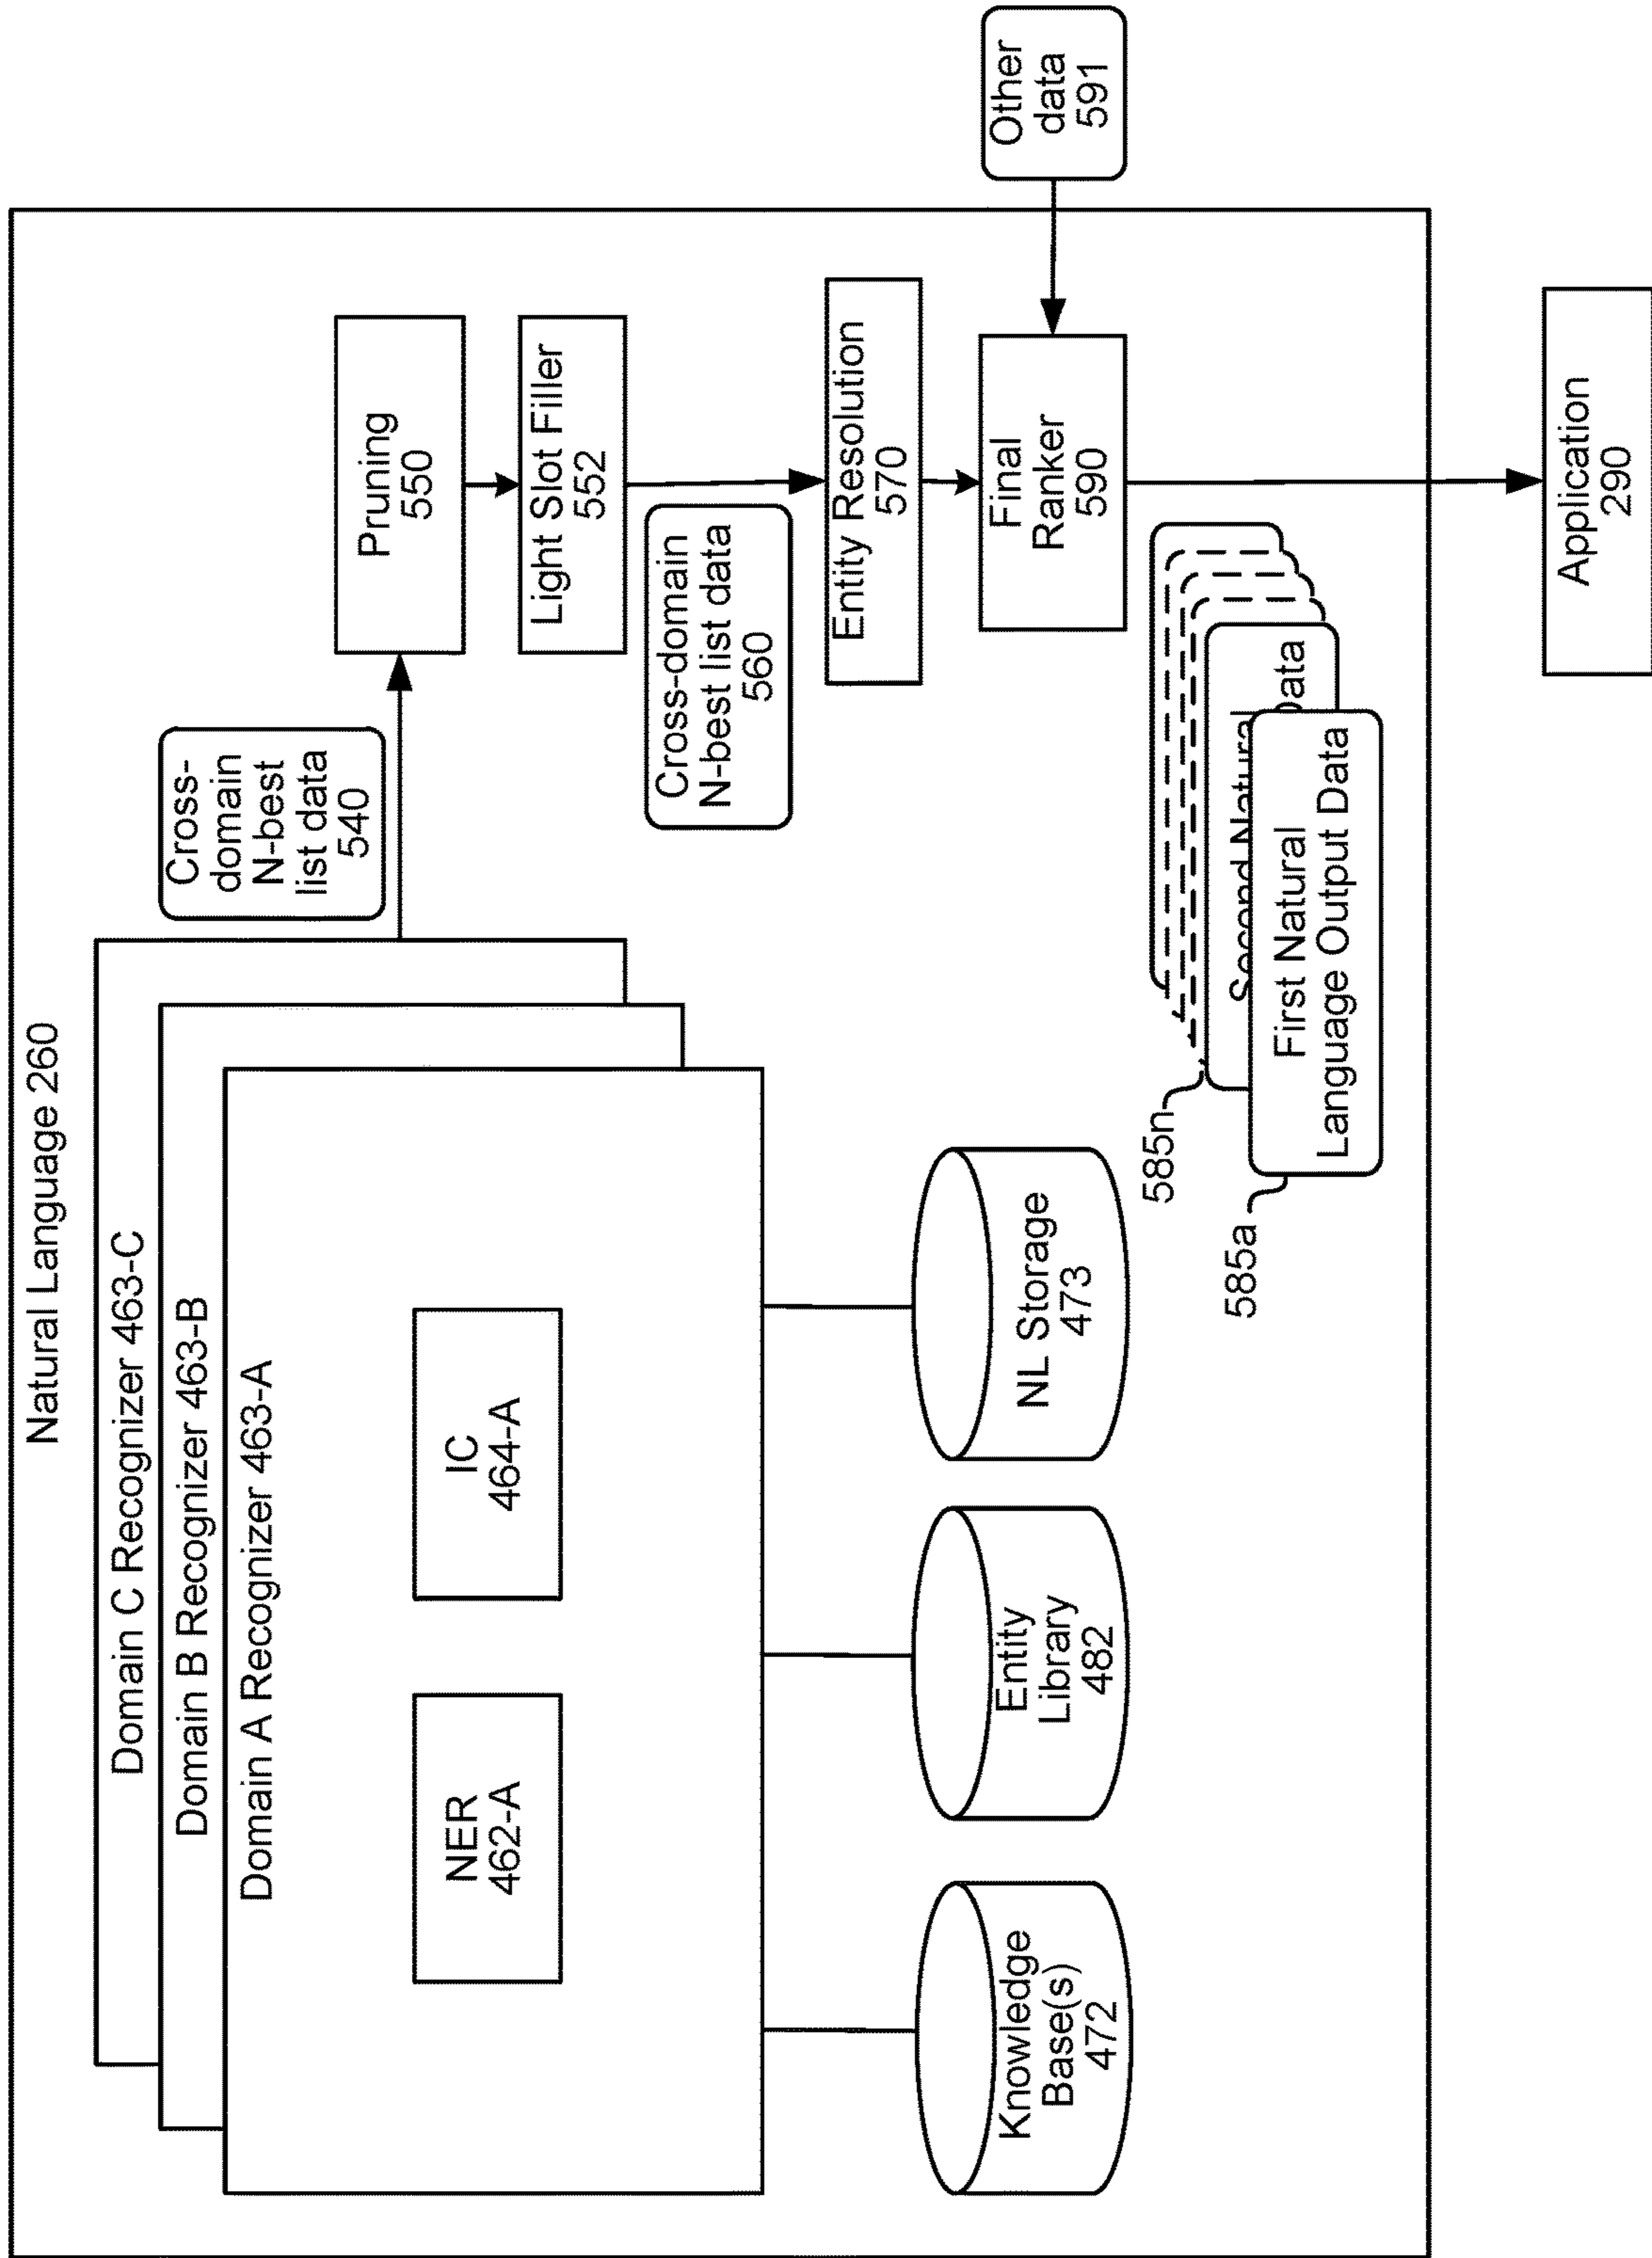 Natural Language 260
Domain C Recognizer 463-C
Domain B Recognizer 463-B
Domain A Recognizer 463-A
NER
462-A
IC
464-A
Knowledge
Base(s)
472
Entity
Library
482
NL Storage
473
Cross-
domain
N-best
list data
540
Pruning
550
Light Slot Filler
552
Cross-domain
N-best list data
560
Entity Resolution
570
Final
Ranker
590
Other
data
591
585n
585a
Second Natural
First Natural
Language Output Data
Application
290